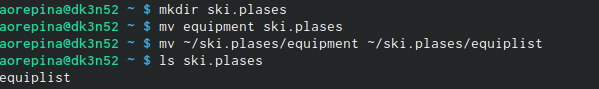 aorepina@dk3n52 ~ $ mkdir ski.plases
aorepina@dk3n52 ~ $ mv equipment ski.plases
aorepina@dk3n52 ~ $ mv ~/ski.plases/equipment ~/ski.plases/equiplist
aorepina@dk3n52 ~ $ ls ski.plases
equiplist